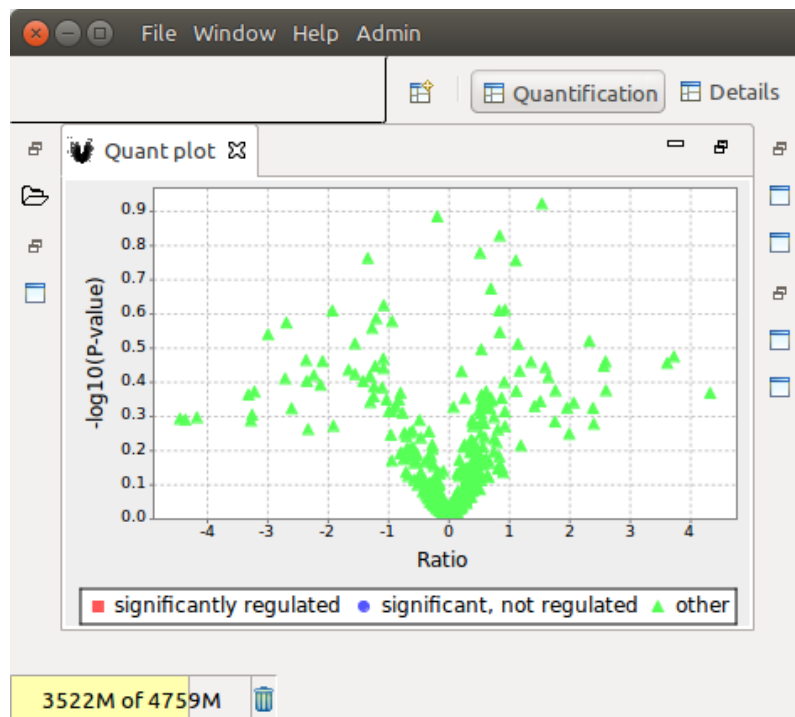 File Window Help Admin
Quantification Details
Quant plot
0.9
0.8
0.7
0.6
0.5
0.4
0.3
0.2
0.1
0.0
-log10(P-value)
-4 -3 -2 -1 0 1 2 3 4
Ratio
significantly regulated significant, not regulated other
3522M of 4759M